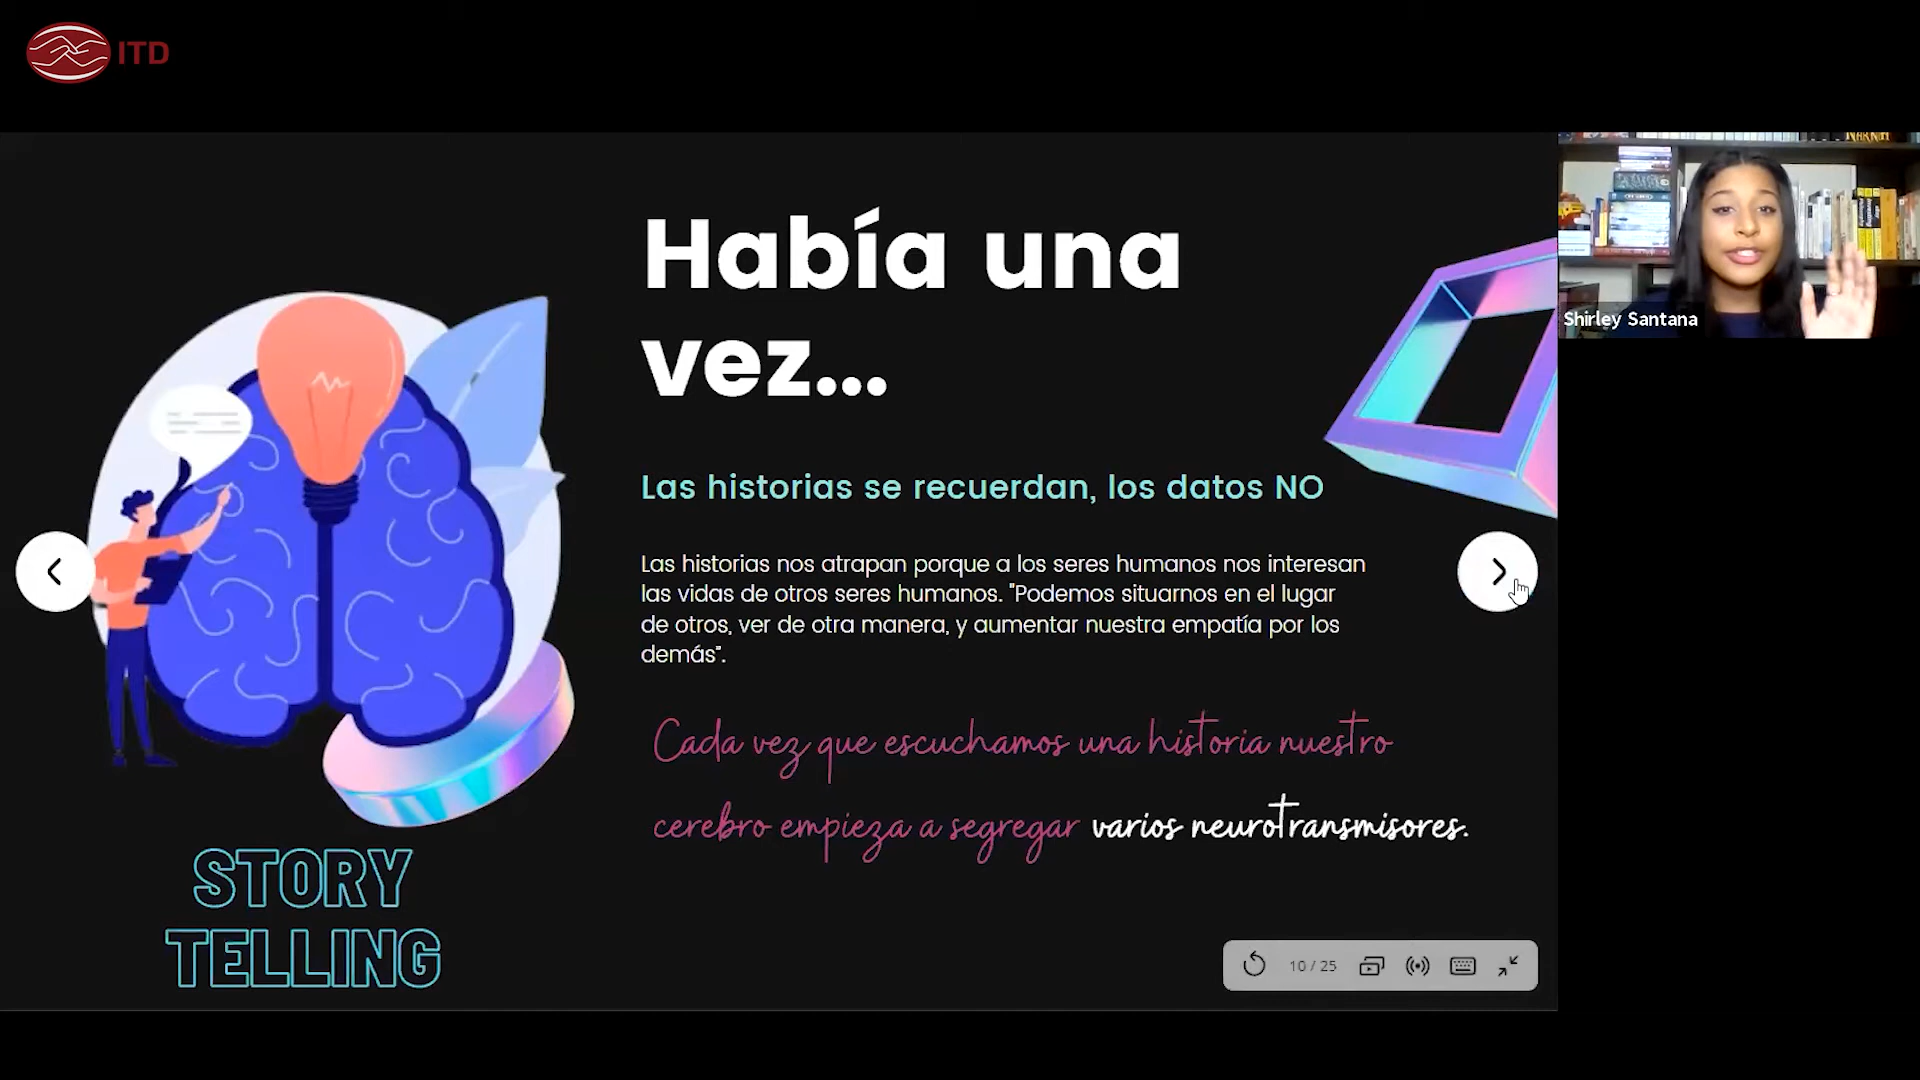 ITD
NARNIA
Había una
vez...
Shirley Santana
Las historias se recuerdan, los datos NO
Las historias nos atrapan porque a los seres humanos nos interesan
las vidas de otros seres humanos. "Podemos situarnos en el lugar
de otros, ver de otra manera, y aumentar nuestra empatía por los
demás".
Cada vez que escuchamos una historia nuestro
cerebro empieza a segregar varios neurotransmisores.
STORY
TELLING
10 / 25